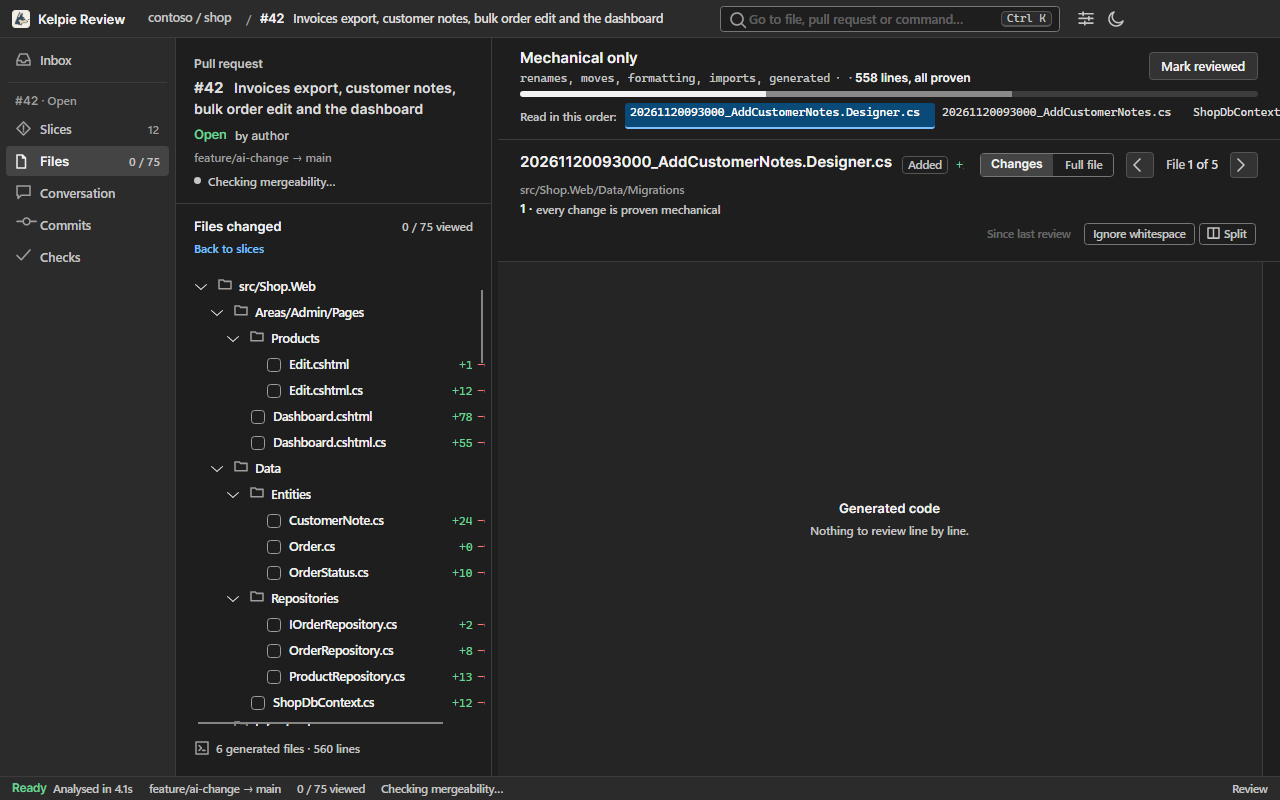 Kelpie Review
contoso / shop / #42 Invoices export, customer notes, bulk order edit and the dashboard
Go to file, pull request or command... Ctrl K
Inbox
#42 · Open
Slices 12
Files 0 / 75
Conversation
Commits
Checks
Pull request
#42 Invoices export, customer notes, bulk order edit and the dashboard
Open by author
feature/ai-change → main
Checking mergeability...
Files changed 0 / 75 viewed
Back to slices
src/Shop.Web
Areas/Admin/Pages
Products
Edit.cshtml +1
Edit.cshtml.cs +12
Dashboard.cshtml +78
Dashboard.cshtml.cs +55
Data
Entities
CustomerNote.cs +24
Order.cs +0
OrderStatus.cs +10
Repositories
IOrderRepository.cs +2
OrderRepository.cs +8
ProductRepository.cs +13
ShopDbContext.cs +12
6 generated files · 560 lines
Mechanical only
renames, moves, formatting, imports, generated · · 558 lines, all proven
Mark reviewed
Read in this order: 20261120093000_AddCustomerNotes.Designer.cs 20261120093000_AddCustomerNotes.cs ShopDbContext
20261120093000_AddCustomerNotes.Designer.cs Added + Changes Full file File 1 of 5
src/Shop.Web/Data/Migrations
1 · every change is proven mechanical
Since last review Ignore whitespace Split
Generated code
Nothing to review line by line.
Ready Analysed in 4.1s feature/ai-change → main 0 / 75 viewed Checking mergeability... Review